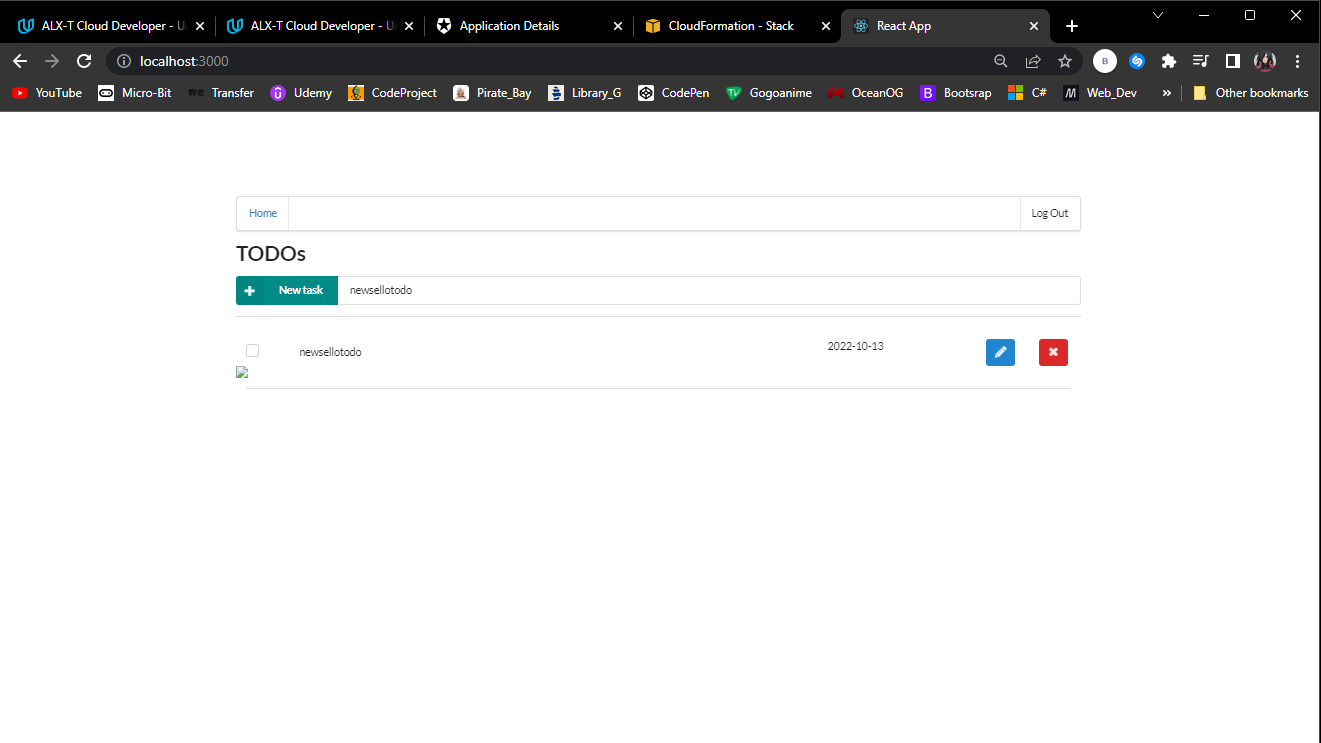 ALX-T Cloud Developer - U
ALX-T Cloud Developer - U
Application Details
CloudFormation - Stack
React App
localhost:3000
B
YouTube
Micro-Bit
we Transfer
Udemy
CodeProject
Pirate_Bay
Library_G
CodePen
TV Gogoanime
OceanOG
B Bootsrap
C#
M Web_Dev
»
Other bookmarks
Home
Log Out
TODOs
New task
newsellotodo
newsellotodo
2022-10-13